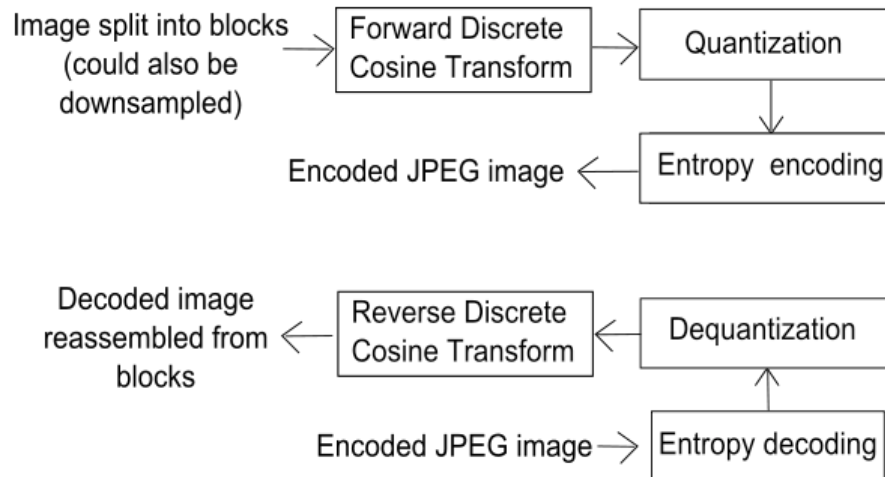 Image split into blocks
(could also be
downsampled)
Forward Discrete
Cosine Transform
Quantization
Entropy encoding
Encoded JPEG image
Decoded image
reassembled from
blocks
Reverse Discrete
Cosine Transform
Dequantization
Encoded JPEG image
Entropy decoding